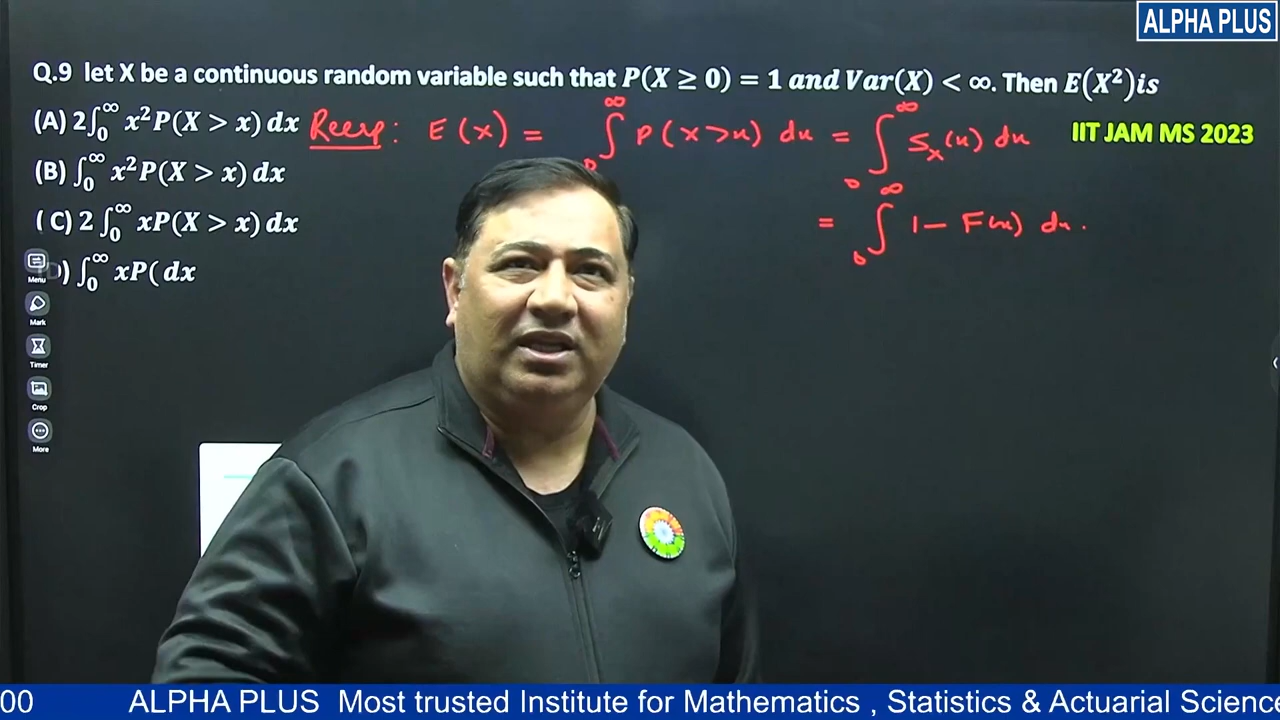 ALPHA PLUS
Q.9 let X be a continuous random variable such that P(X ≥ 0) = 1 and Var(X) < ∞. Then E(X²)is
(A) 2∫₀^∞ x²P(X > x) dx
Recap: E(X) = ∫₀^∞ P(X>x) dx = ∫₀^∞ Sₓ(x) dx
IIT JAM MS 2023
(B) ∫₀^∞ x²P(X > x) dx
= ∫₀^∞ 1 − F(x) dx.
( C) 2 ∫₀^∞ xP(X > x) dx
D) ∫₀^∞ xP( dx
Menu
Mark
Timer
Crop
More
00 ALPHA PLUS Most trusted Institute for Mathematics , Statistics & Actuarial Science